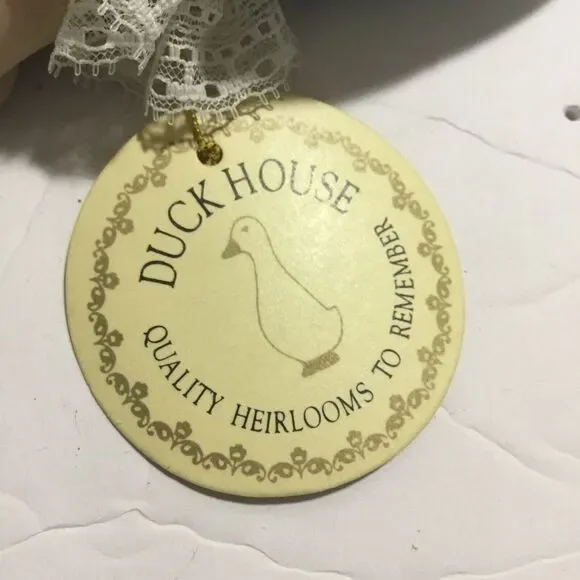 DUCK HOUSE
QUALITY HEIRLOOMS TO REMEMBER